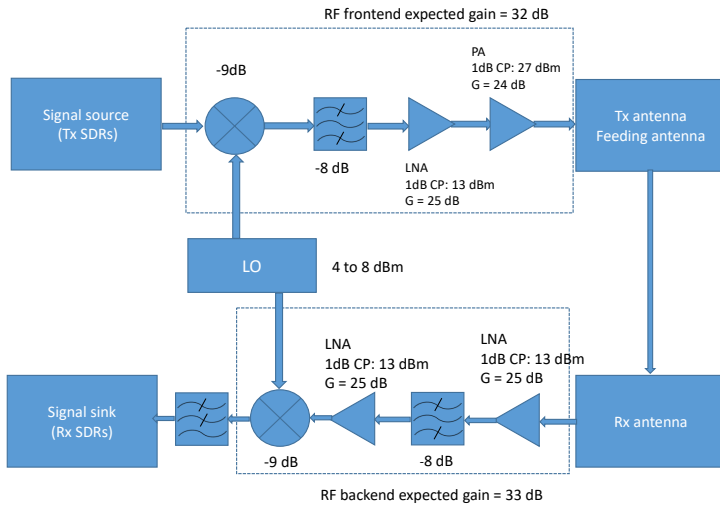 RF frontend expected gain = 32 dB
-9dB
PA
1dB CP: 27 dBm
G = 24 dB
Signal source
(Tx SDRs)
Tx antenna
Feeding antenna
-8 dB
LNA
1dB CP: 13 dBm
G = 25 dB
LO
4 to 8 dBm
LNA
1dB CP: 13 dBm
G = 25 dB
LNA
1dB CP: 13 dBm
G = 25 dB
Signal sink
(Rx SDRs)
Rx antenna
-9 dB
-8 dB
RF backend expected gain = 33 dB